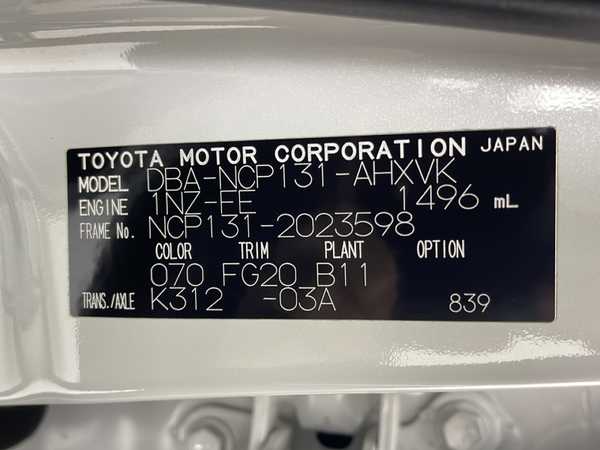 TOYOTA MOTOR CORPORATION JAPAN
MODEL DBA-NCP131-AHXVK
ENGINE 1NZ-FE 1496 mL
FRAME No. NCP131-2023598
COLOR TRIM PLANT OPTION
070 FG20 B11
TRANS./AXLE K312 -03A 839